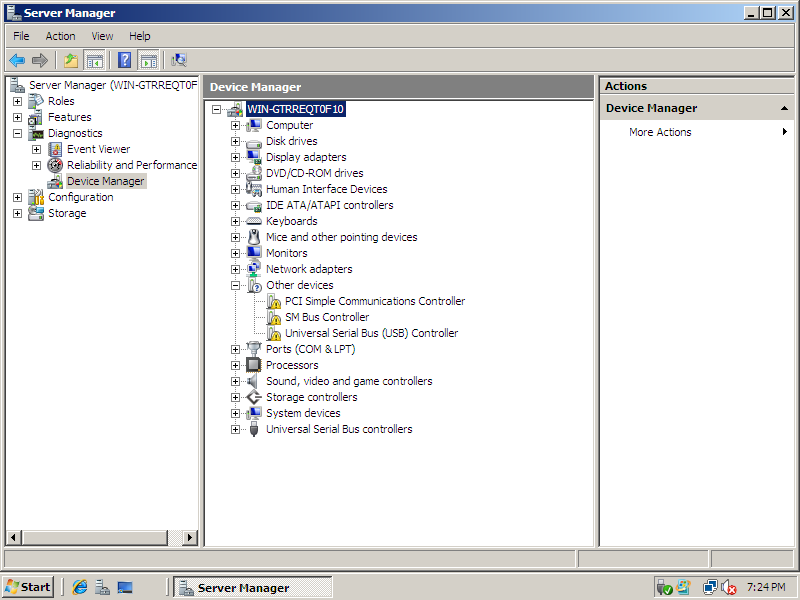 Server Manager
File Action View Help
Server Manager (WIN-GTRREQT0F
Roles
Features
Diagnostics
Event Viewer
Reliability and Performance
Device Manager
Configuration
Storage
Device Manager
WIN-GTRREQT0F10
Computer
Disk drives
Display adapters
DVD/CD-ROM drives
Human Interface Devices
IDE ATA/ATAPI controllers
Keyboards
Mice and other pointing devices
Monitors
Network adapters
Other devices
PCI Simple Communications Controller
SM Bus Controller
Universal Serial Bus (USB) Controller
Ports (COM & LPT)
Processors
Sound, video and game controllers
Storage controllers
System devices
Universal Serial Bus controllers
Actions
Device Manager
More Actions
Start
Server Manager
7:24 PM